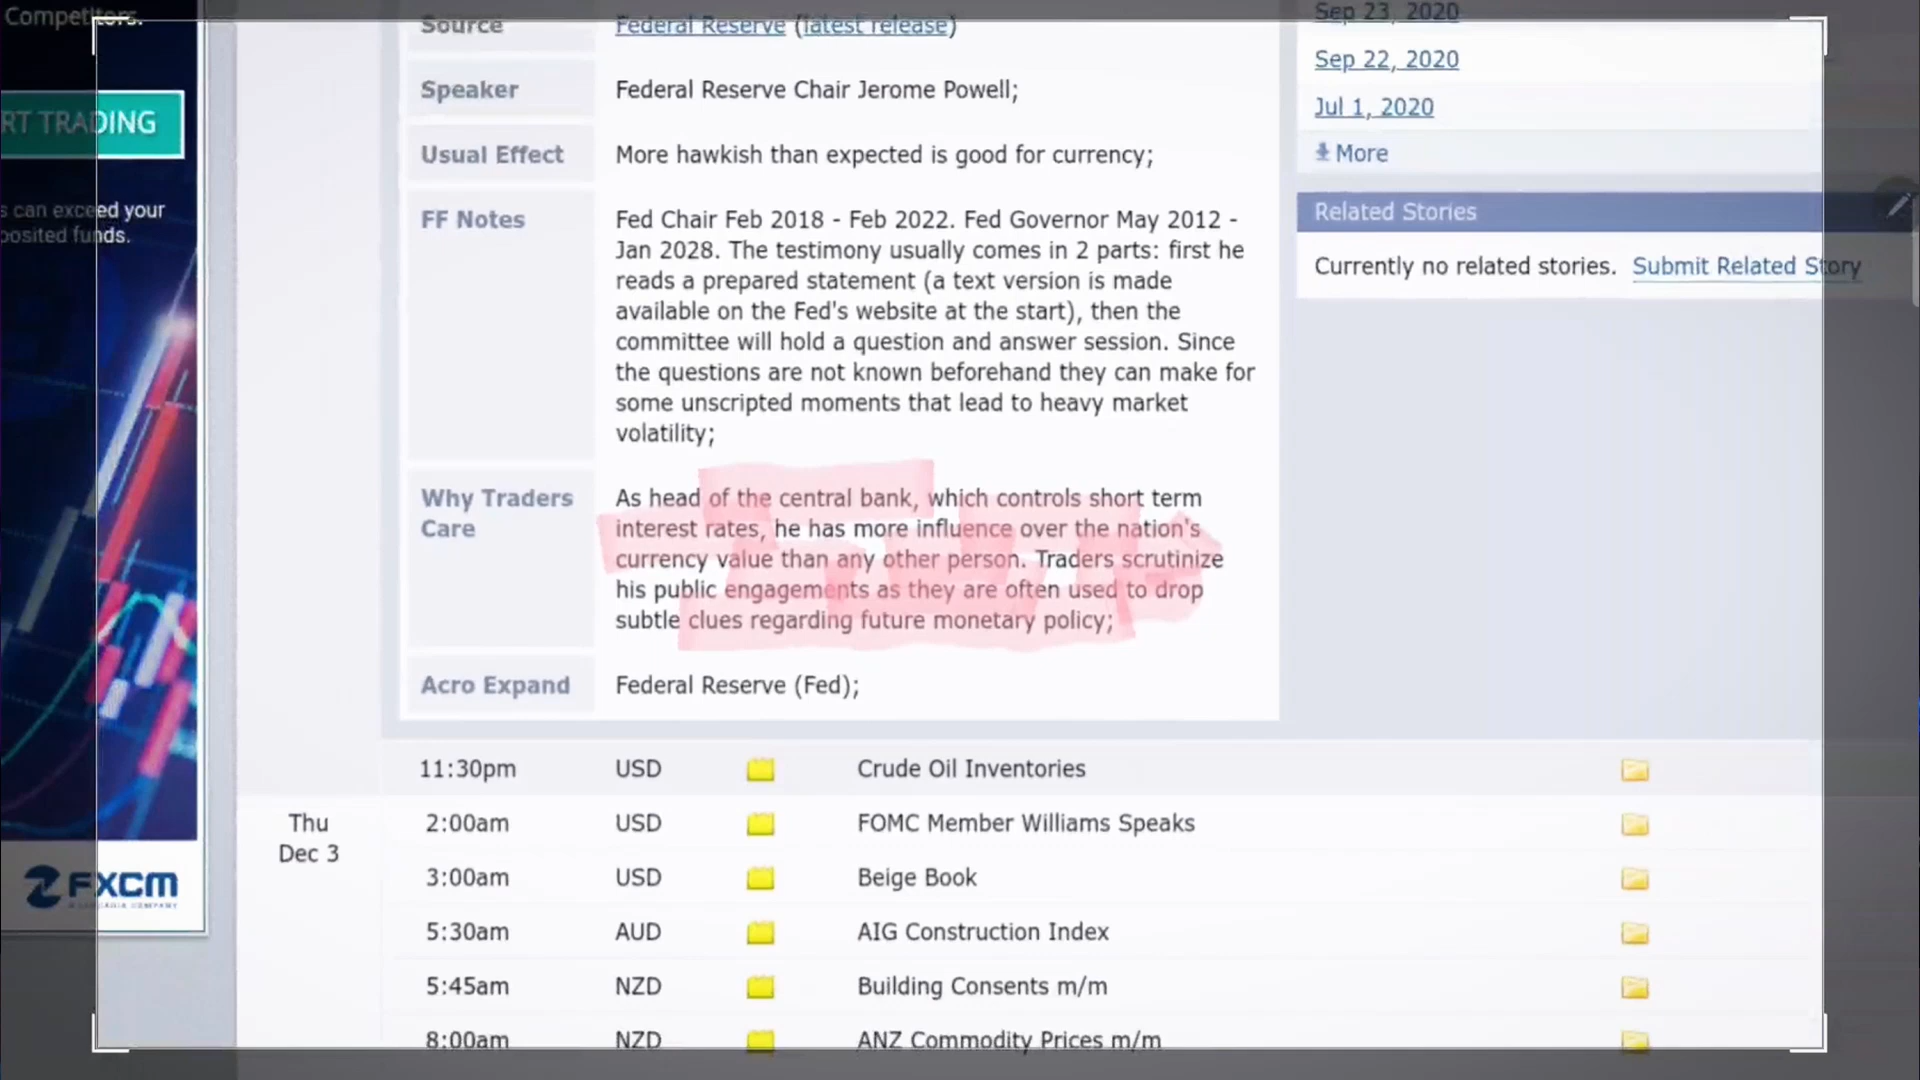 Competitors.
RT TRADING
s can exceed your
posited funds.
FXCM
Source Federal Reserve (latest release)
Speaker Federal Reserve Chair Jerome Powell;
Usual Effect More hawkish than expected is good for currency;
FF Notes Fed Chair Feb 2018 - Feb 2022. Fed Governor May 2012 -
Jan 2028. The testimony usually comes in 2 parts: first he
reads a prepared statement (a text version is made
available on the Fed's website at the start), then the
committee will hold a question and answer session. Since
the questions are not known beforehand they can make for
some unscripted moments that lead to heavy market
volatility;
Why Traders Care As head of the central bank, which controls short term
interest rates, he has more influence over the nation's
currency value than any other person. Traders scrutinize
his public engagements as they are often used to drop
subtle clues regarding future monetary policy;
Acro Expand Federal Reserve (Fed);
Sep 23, 2020
Sep 22, 2020
Jul 1, 2020
More
Related Stories
Currently no related stories. Submit Related Story
11:30pm USD Crude Oil Inventories
Thu Dec 3 2:00am USD FOMC Member Williams Speaks
3:00am USD Beige Book
5:30am AUD AIG Construction Index
5:45am NZD Building Consents m/m
8:00am NZD ANZ Commodity Prices m/m